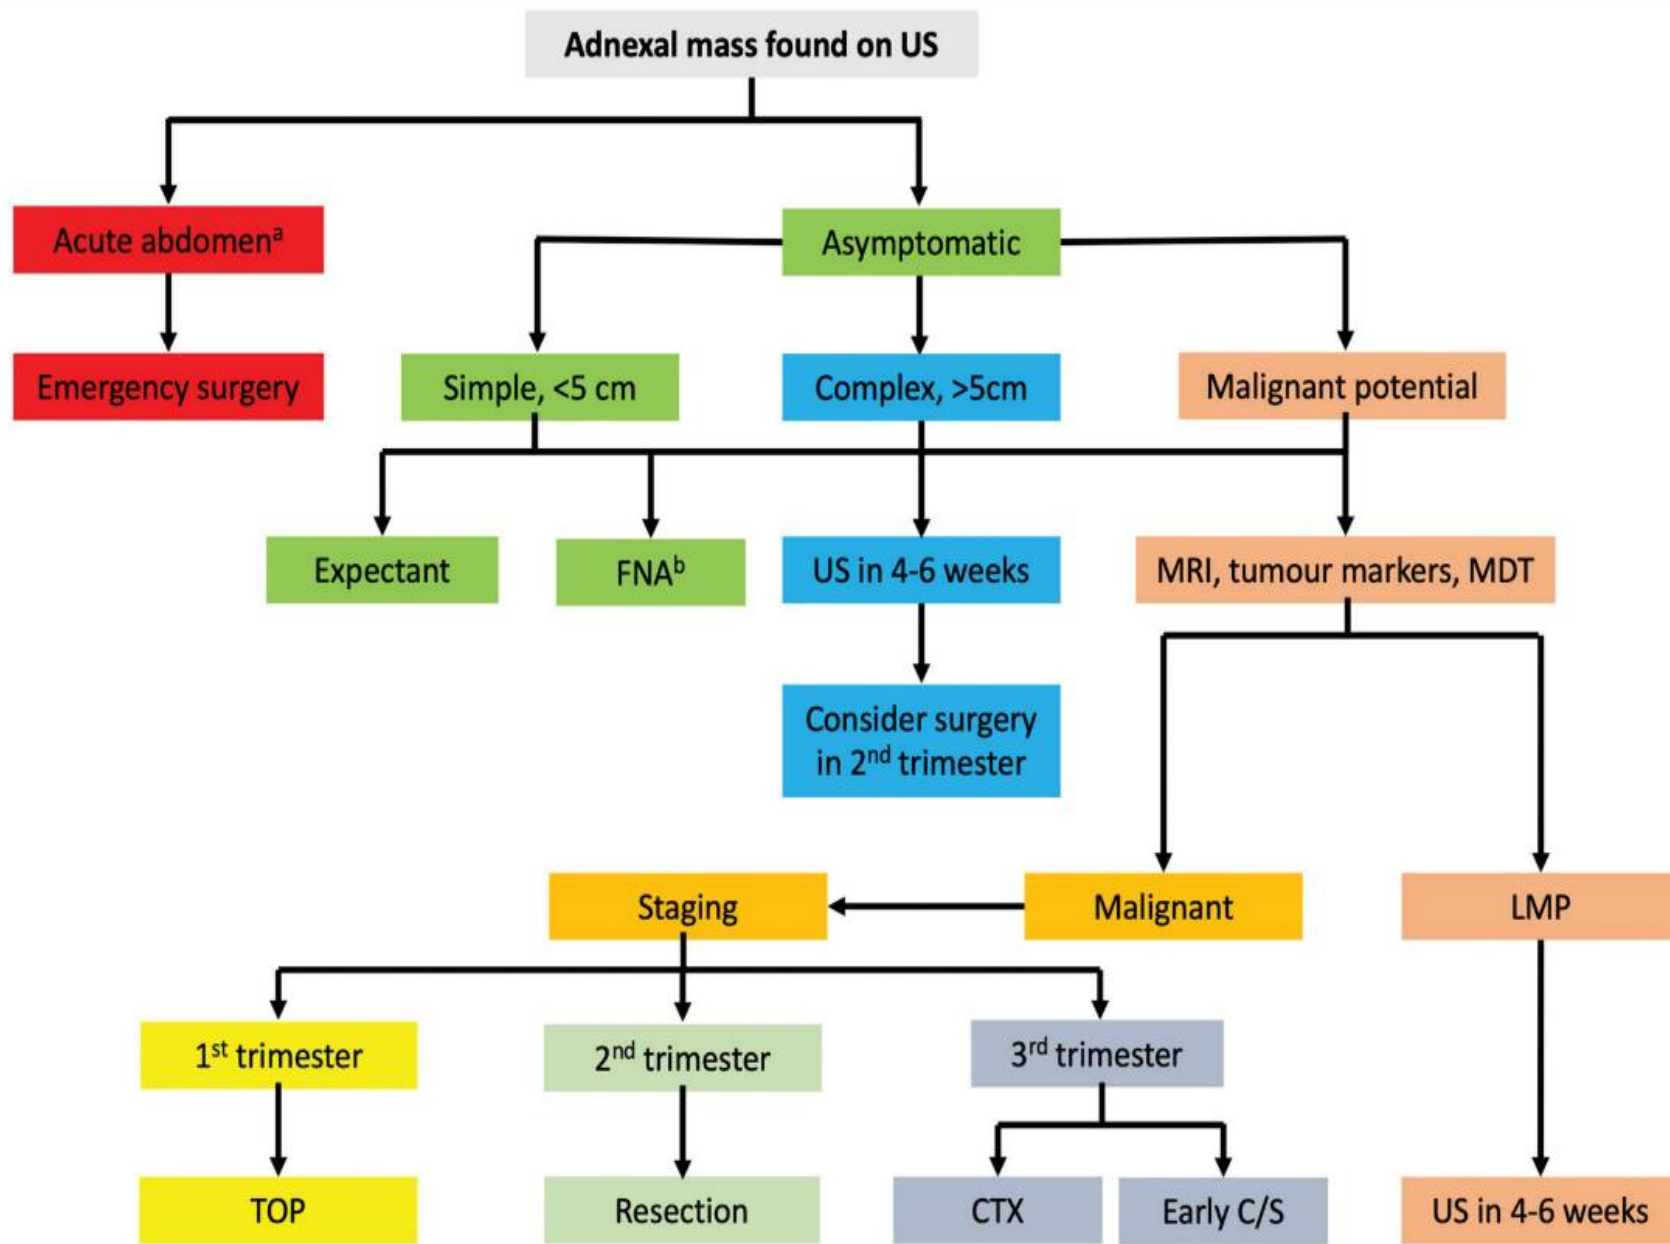 Adnexal mass found on US
Acute abdomenᵃ
Asymptomatic
Emergency surgery
Simple, <5 cm
Complex, >5cm
Malignant potential
Expectant
FNAᵇ
US in 4-6 weeks
MRI, tumour markers, MDT
Consider surgery
in 2ⁿᵈ trimester
Staging
Malignant
LMP
1ˢᵗ trimester
2ⁿᵈ trimester
3ʳᵈ trimester
TOP
Resection
CTX
Early C/S
US in 4-6 weeks